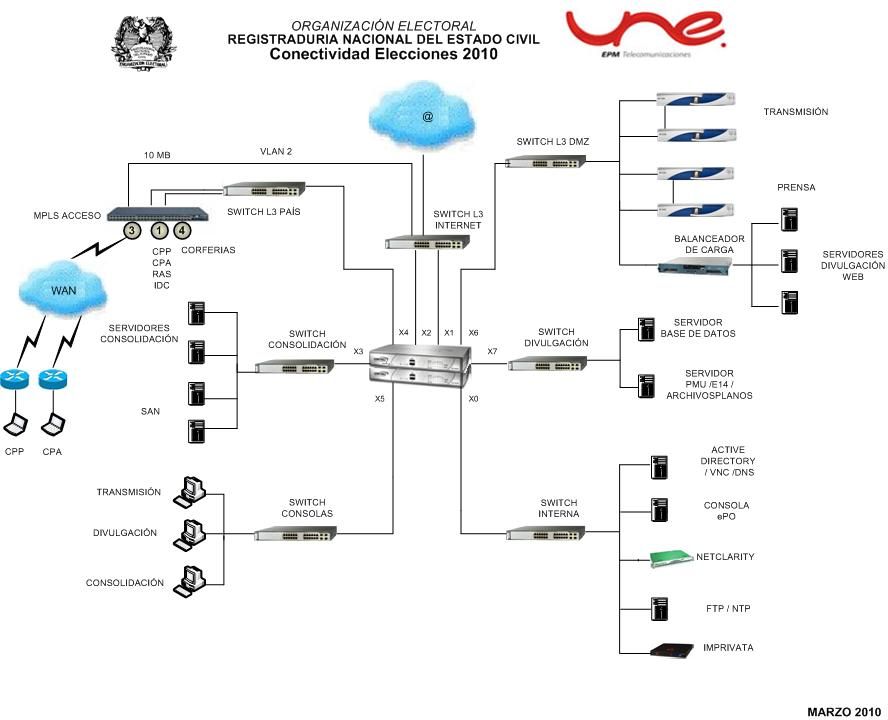 ORGANIZACIÓN ELECTORAL
REGISTRADURIA NACIONAL DEL ESTADO CIVIL
Conectividad Elecciones 2010
ORGANIZACIÓN ELECTORAL
une
EPM Telecomunicaciones
@
10 MB
VLAN 2
SWITCH L3 DMZ
TRANSMISIÓN
MPLS ACCESO
SWITCH L3 PAÍS
SWITCH L3
INTERNET
PRENSA
3
1
4
CPP
CPA
RAS
IDC
CORFERIAS
BALANCEADOR
DE CARGA
SERVIDORES
DIVULGACIÓN
WEB
WAN
SERVIDORES
CONSOLIDACIÓN
SWITCH
CONSOLIDACIÓN
X4
X2
X1
X6
X3
X7
X5
X0
SWITCH
DIVULGACIÓN
SERVIDOR
BASE DE DATOS
SERVIDOR
PMU /E14 /
ARCHIVOSPLANOS
SAN
CPP
CPA
TRANSMISIÓN
DIVULGACIÓN
CONSOLIDACIÓN
SWITCH
CONSOLAS
SWITCH
INTERNA
ACTIVE
DIRECTORY
/ VNC /DNS
CONSOLA
ePO
NETCLARITY
FTP / NTP
IMPRIVATA
MARZO 2010